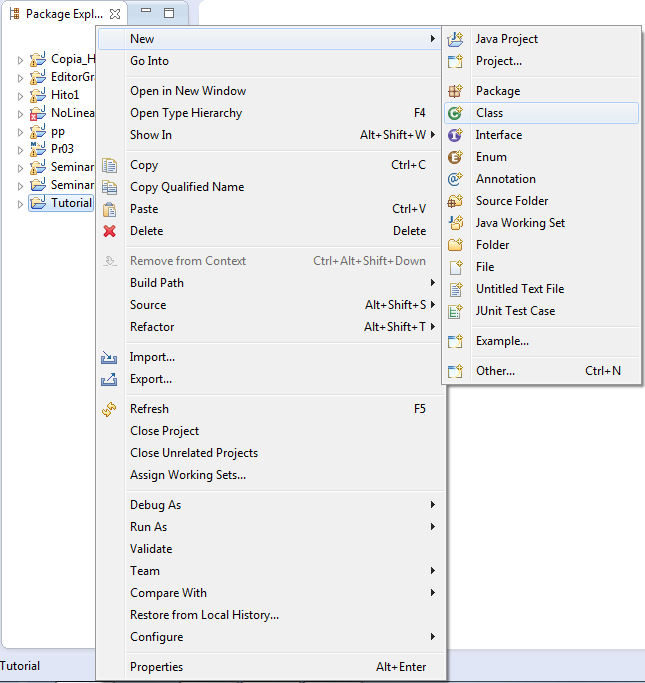 Package Expl...
Copia_H
EditorGra
Hito1
NoLinea
pp
Pr03
Seminar
Seminar
Tutorial
New
Go Into
Open in New Window
Open Type Hierarchy F4
Show In Alt+Shift+W
Copy Ctrl+C
Copy Qualified Name
Paste Ctrl+V
Delete Delete
Remove from Context Ctrl+Alt+Shift+Down
Build Path
Source Alt+Shift+S
Refactor Alt+Shift+T
Import...
Export...
Refresh F5
Close Project
Close Unrelated Projects
Assign Working Sets...
Debug As
Run As
Validate
Team
Compare With
Restore from Local History...
Configure
Properties Alt+Enter
Java Project
Project...
Package
Class
Interface
Enum
Annotation
Source Folder
Java Working Set
Folder
File
Untitled Text File
JUnit Test Case
Example...
Other... Ctrl+N
Tutorial